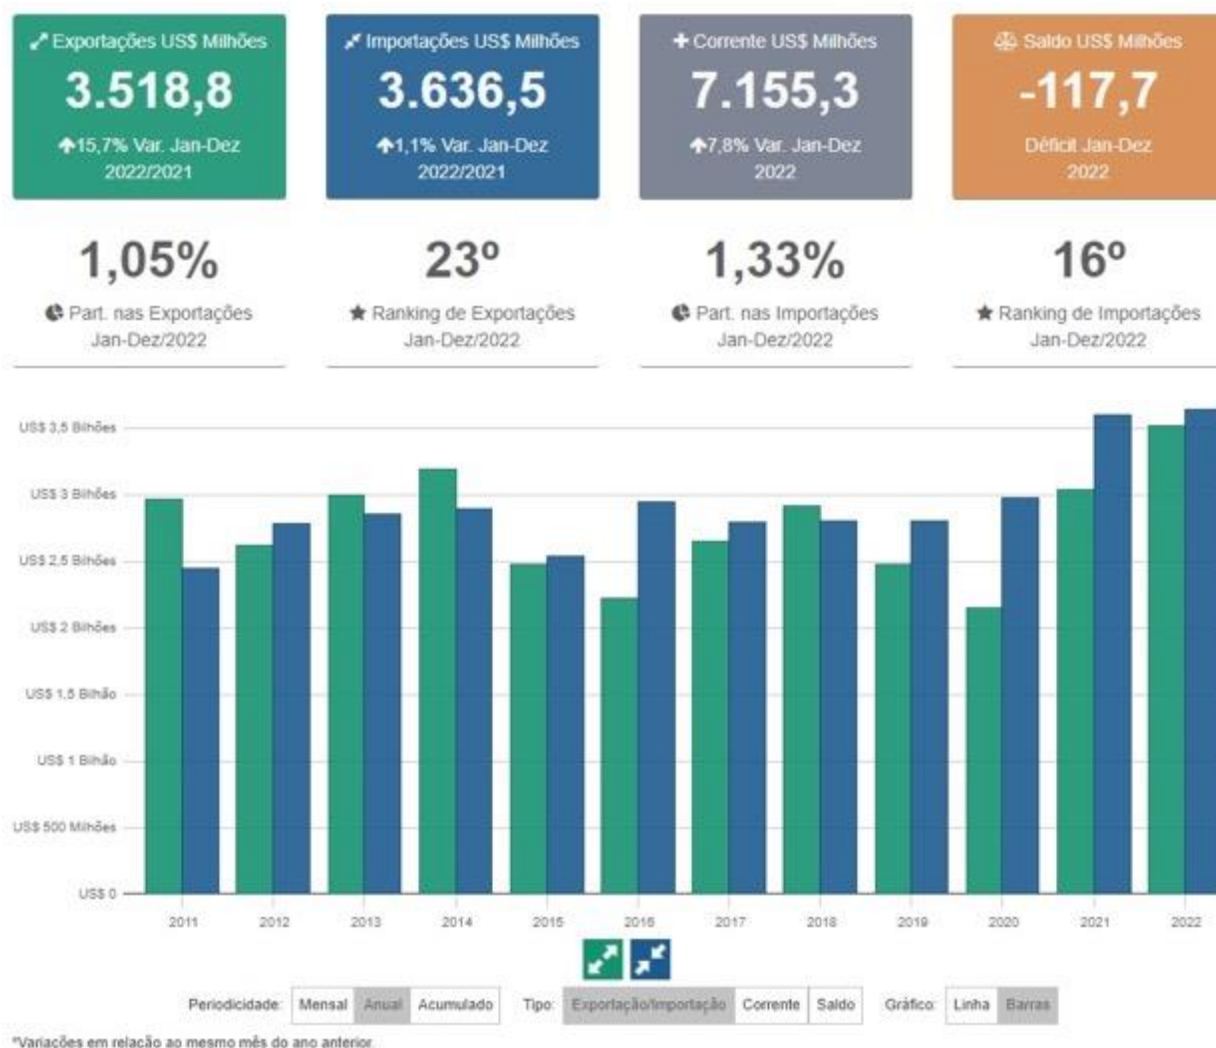 Exportações US$ Milhões
3.518,8
15,7% Var. Jan-Dez
2022/2021
Importações US$ Milhões
3.636,5
1,1% Var. Jan-Dez
2022/2021
Corrente US$ Milhões
7.155,3
7,8% Var. Jan-Dez
2022
Saldo US$ Milhões
-117,7
Déficit Jan-Dez
2022
1,05%
Part. nas Exportações
Jan-Dez/2022
23º
Ranking de Exportações
Jan-Dez/2022
1,33%
Part. nas Importações
Jan-Dez/2022
16º
Ranking de Importações
Jan-Dez/2022
US$ 3,5 Bilhões
US$ 3 Bilhões
US$ 2,5 Bilhões
US$ 2 Bilhões
US$ 1,5 Bilhão
US$ 1 Bilhão
US$ 500 Milhões
US$ 0
2011 2012 2013 2014 2015 2016 2017 2018 2019 2020 2021 2022
Periodicidade: Mensal Anual Acumulado Tipo: Exportação/Importação Corrente Saldo Gráfico: Linha Barras
*Variações em relação ao mesmo mês do ano anterior.